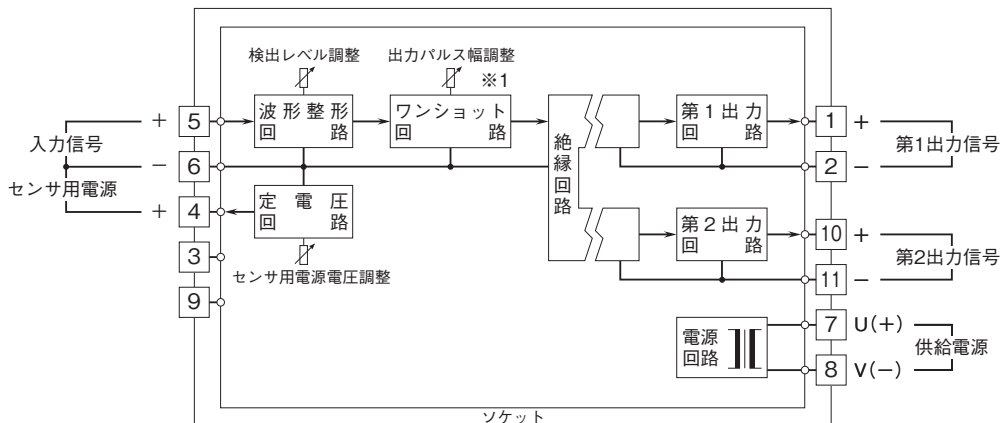 検出レベル調整
出力パルス幅調整
※1
波形整形
回路
ワンショット
回路
絶縁回路
第1出力
回路
5
+
入力信号
6
−
センサ用電源
4
+
定電圧
回路
3
センサ用電源電圧調整
9
1
+
第1出力信号
2
−
第2出力
回路
10
+
第2出力信号
11
−
電源
回路
7
U(+)
供給電源
8
V(−)
ソケット